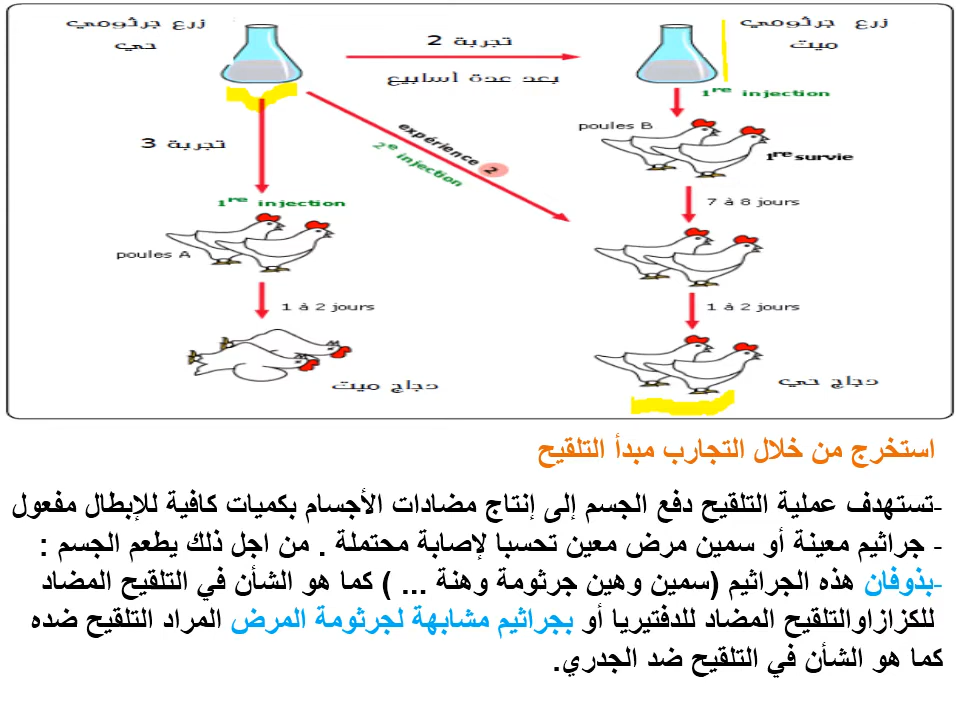 زرع جرثومي
حي
تجربة 2
بعد عدة أسابيع
زرع جرثومي
ميت
1re injection
poules B
1re survie
expérience 2
2e injection
تجربة 3
7 à 8 jours
1re injection
poules A
1 à 2 jours
1 à 2 jours
دجاج ميت
دجاج حي
استخرج من خلال التجارب مبدأ التلقيح
-تستهدف عملية التلقيح دفع الجسم إلى إنتاج مضادات الأجسام بكميات كافية للإبطال مفعول
- جراثيم معينة أو سمين مرض معين تحسبا لإصابة محتملة . من اجل ذلك يطعم الجسم :
-بذوفان هذه الجراثيم (سمين وهين جرثومة وهنة ... ) كما هو الشأن في التلقيح المضاد
للكزازاوالتلقيح المضاد للدفتيريا أو بجراثيم مشابهة لجرثومة المرض المراد التلقيح ضده
كما هو الشأن في التلقيح ضد الجدري.